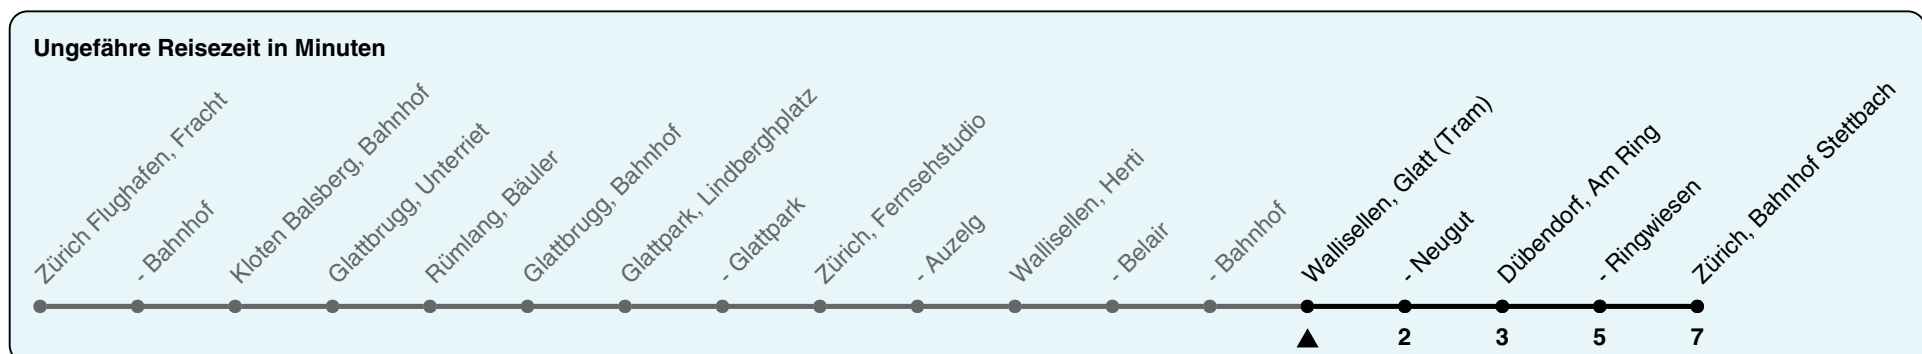 Ungefähre Reisezeit in Minuten
Zürich Flughafen, Fracht
- Bahnhof
Kloten Balsberg, Bahnhof
Glattbrugg, Unterriet
Rümlang, Bäuler
Glattbrugg, Bahnhof
Glattpark, Lindberghplatz
- Glattpark
Zürich, Fernsehstudio
- Auzelg
Wallisellen, Herti
- Belair
- Bahnhof
Wallisellen, Glatt (Tram)
- Neugut
Dübendorf, Am Ring
- Ringwiesen
Zürich, Bahnhof Stettbach
2 3 5 7